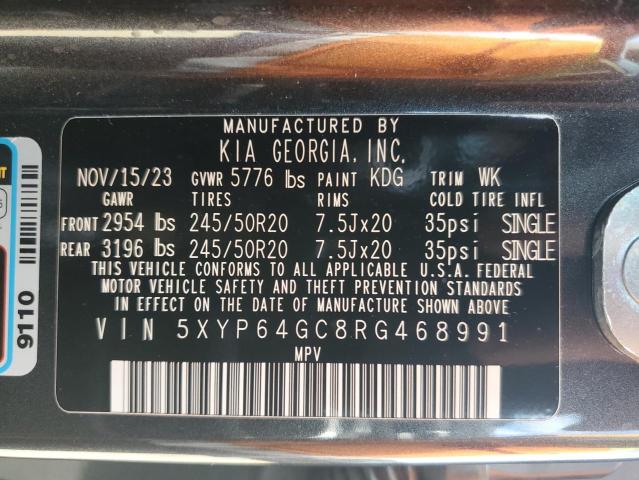 MANUFACTURED BY
KIA GEORGIA, INC.
NOV/15/23 GVWR 5776 lbs PAINT KDG TRIM WK
GAWR TIRES RIMS COLD TIRE INFL
FRONT 2954 lbs 245/50R20 7.5Jx20 35psi SINGLE
REAR 3196 lbs 245/50R20 7.5Jx20 35psi SINGLE
THIS VEHICLE CONFORMS TO ALL APPLICABLE U.S.A. FEDERAL
MOTOR VEHICLE SAFETY AND THEFT PREVENTION STANDARDS
IN EFFECT ON THE DATE OF MANUFACTURE SHOWN ABOVE.
VIN 5XYP64GC8RG468991
MPV
9110